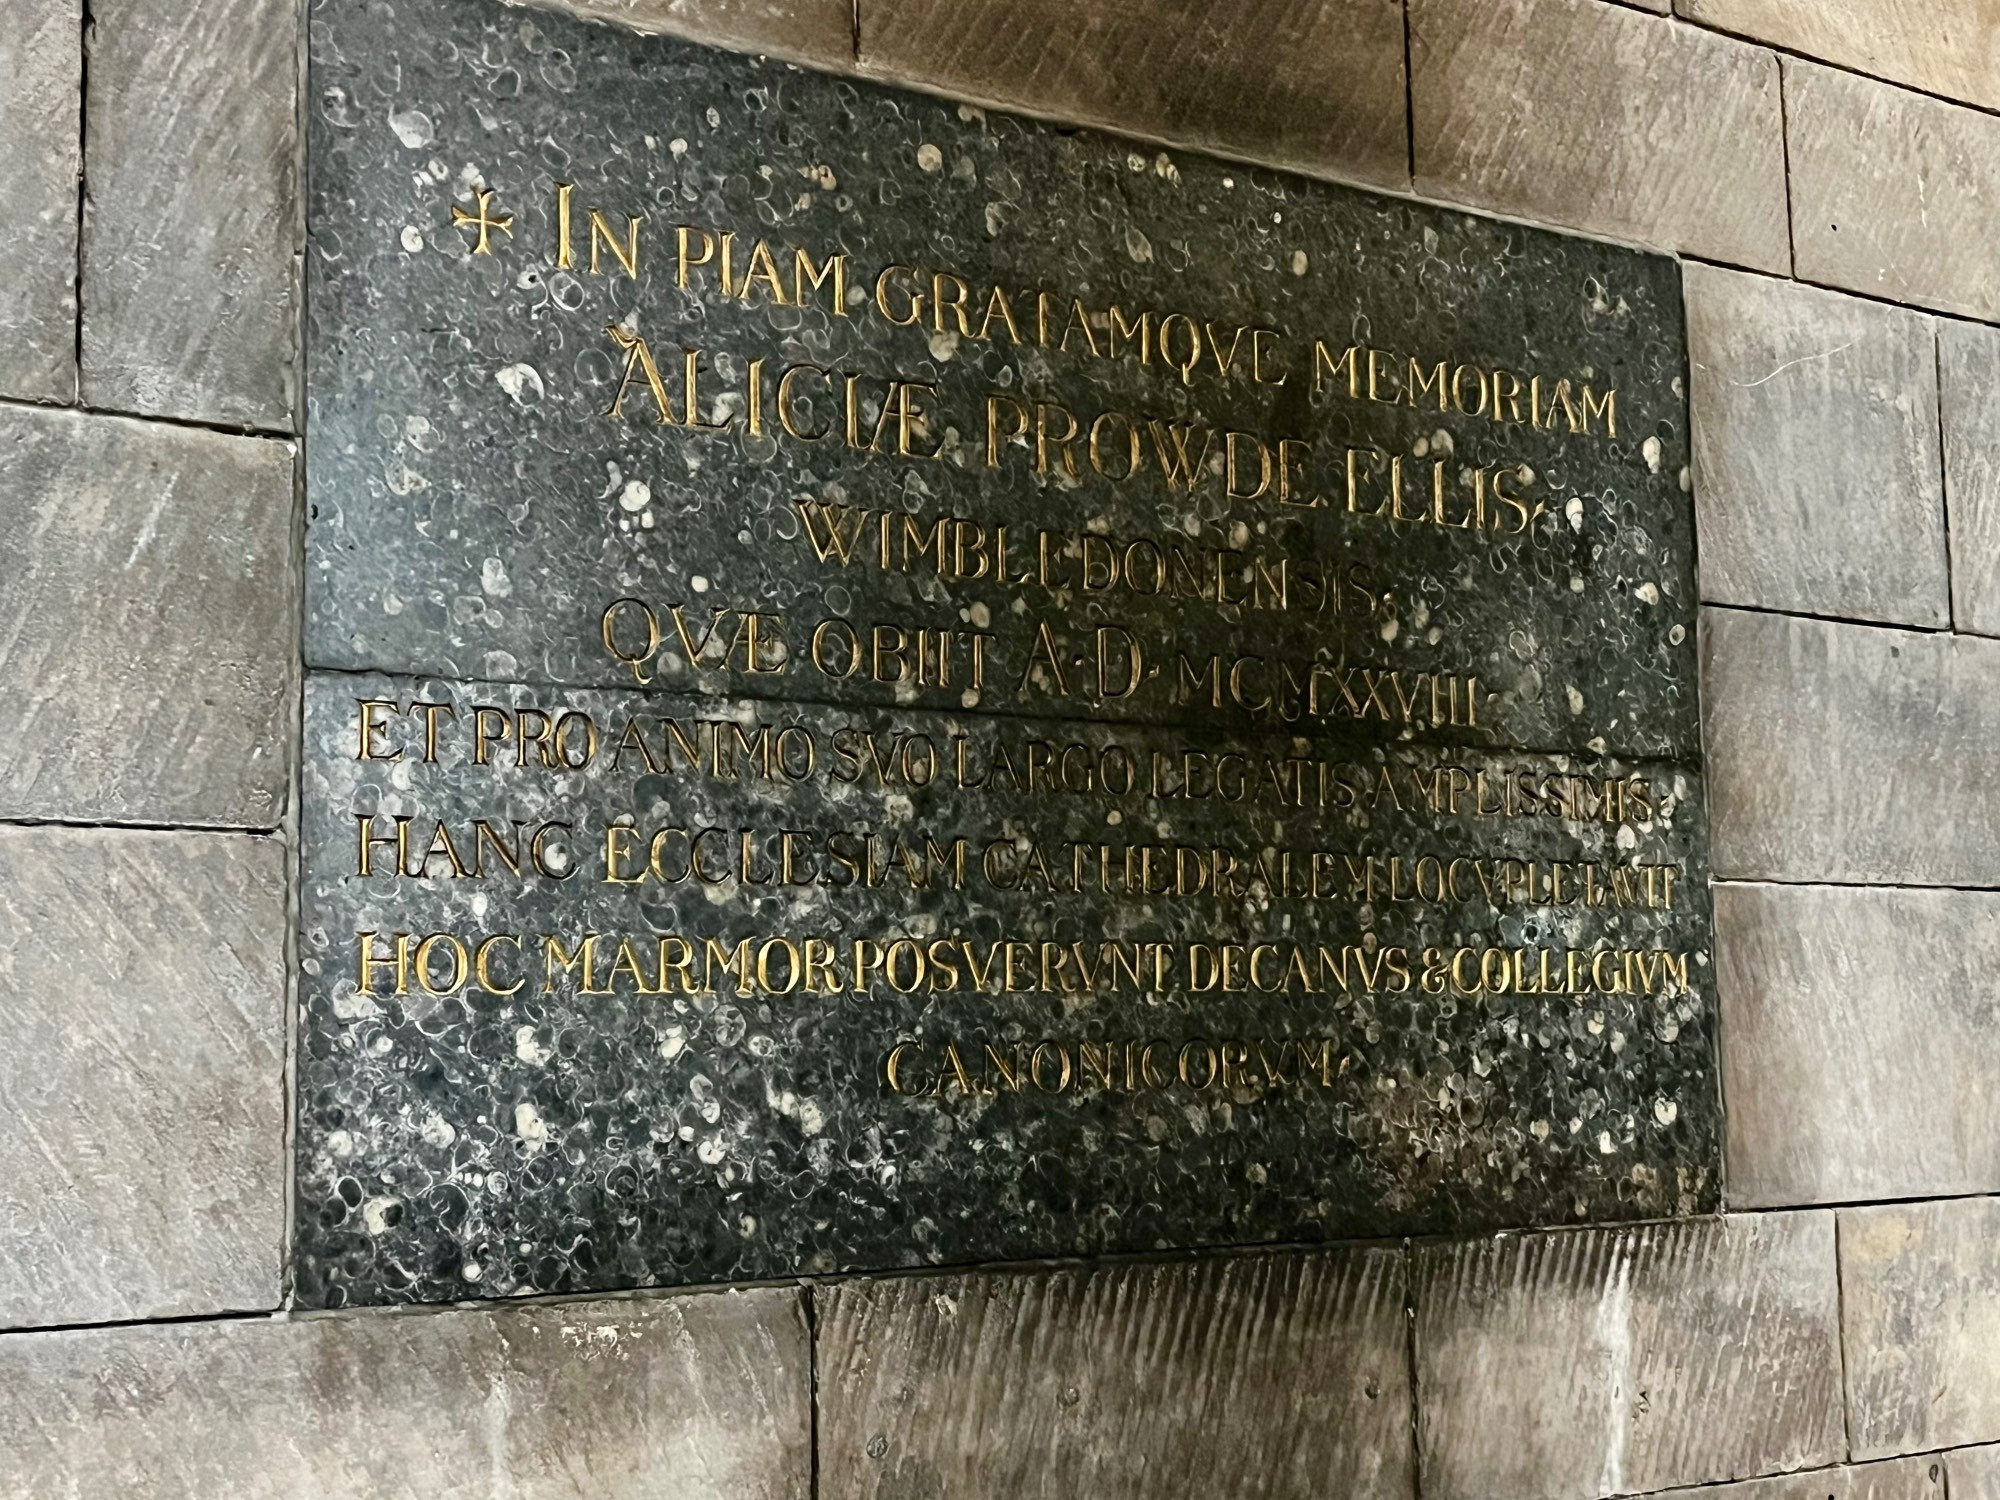 ✠ IN PIAM GRATAMQVE MEMORIAM
ALICIÆ PROWDE ELLIS
WIMBLEDONENSIS
QVÆ OBIIT A·D· MCMXXVIII
ET PRO ANIMO SVO LARGO LEGATIS AMPLISSIMIS
HANC ECCLESIAM CATHEDRALEM LOCVPLETAVIT
HOC MARMOR POSVERVNT DECANVS & COLLEGIVM
CANONICORVM